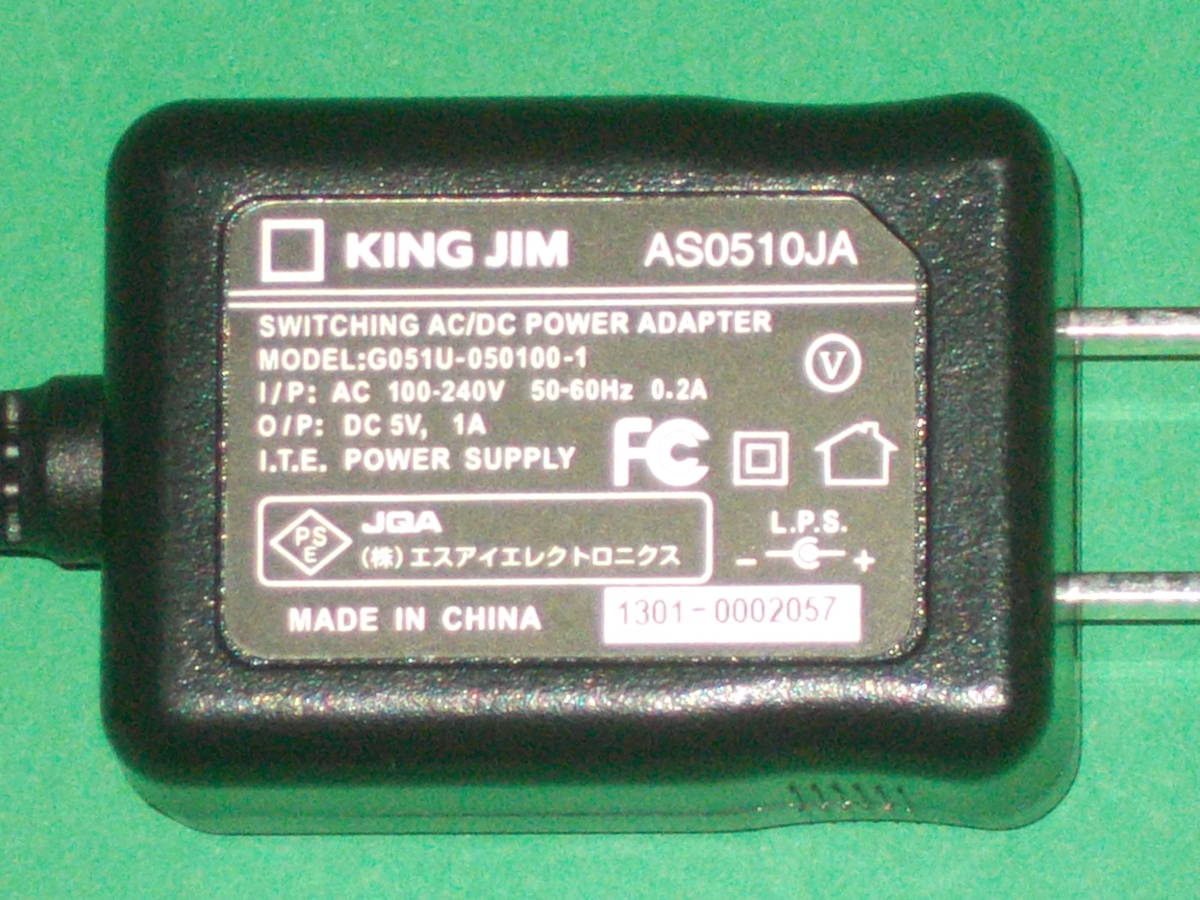 KING JIM AS0510JA
SWITCHING AC/DC POWER ADAPTER
MODEL:G051U-050100-1
V
I/P: AC 100-240V 50-60Hz 0.2A
O/P: DC 5V, 1A
FC
I.T.E. POWER SUPPLY
PSE
JQA
(株)エスアイエレクトロニクス
L.P.S.
- +
MADE IN CHINA
1301-0002057